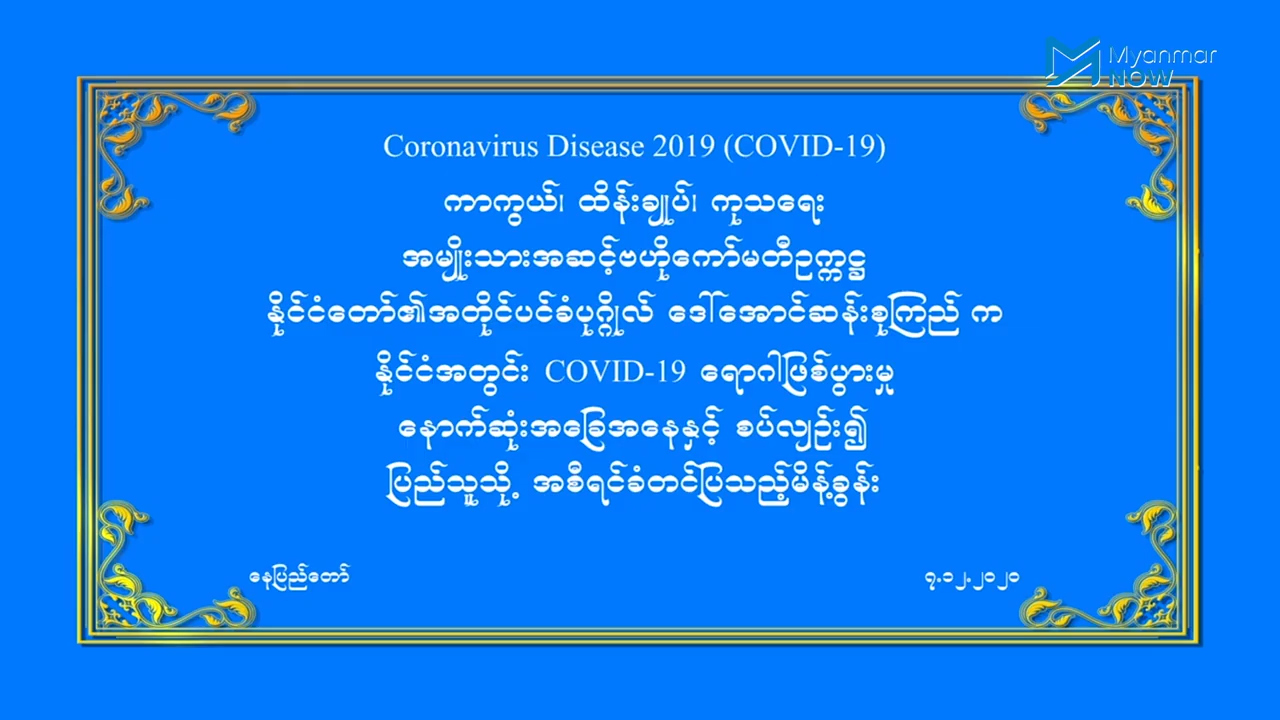 Myanmar
NOW
Coronavirus Disease 2019 (COVID-19)
ကာကွယ်၊ ထိန်းချုပ်၊ ကုသရေး
အမျိုးသားအဆင့်ဗဟိုကော်မတီဥက္ကဋ္ဌ
နိုင်ငံတော်၏အတိုင်ပင်ခံပုဂ္ဂိုလ် ဒေါ်အောင်ဆန်းစုကြည် က
နိုင်ငံအတွင်း COVID-19 ရောဂါဖြစ်ပွားမှု
နောက်ဆုံးအခြေအနေနှင့် စပ်လျဉ်း၍
ပြည်သူသို့ အစီရင်ခံတင်ပြသည့်မိန့်ခွန်း
နေပြည်တော် ၇.၁၂.၂၀၂၀